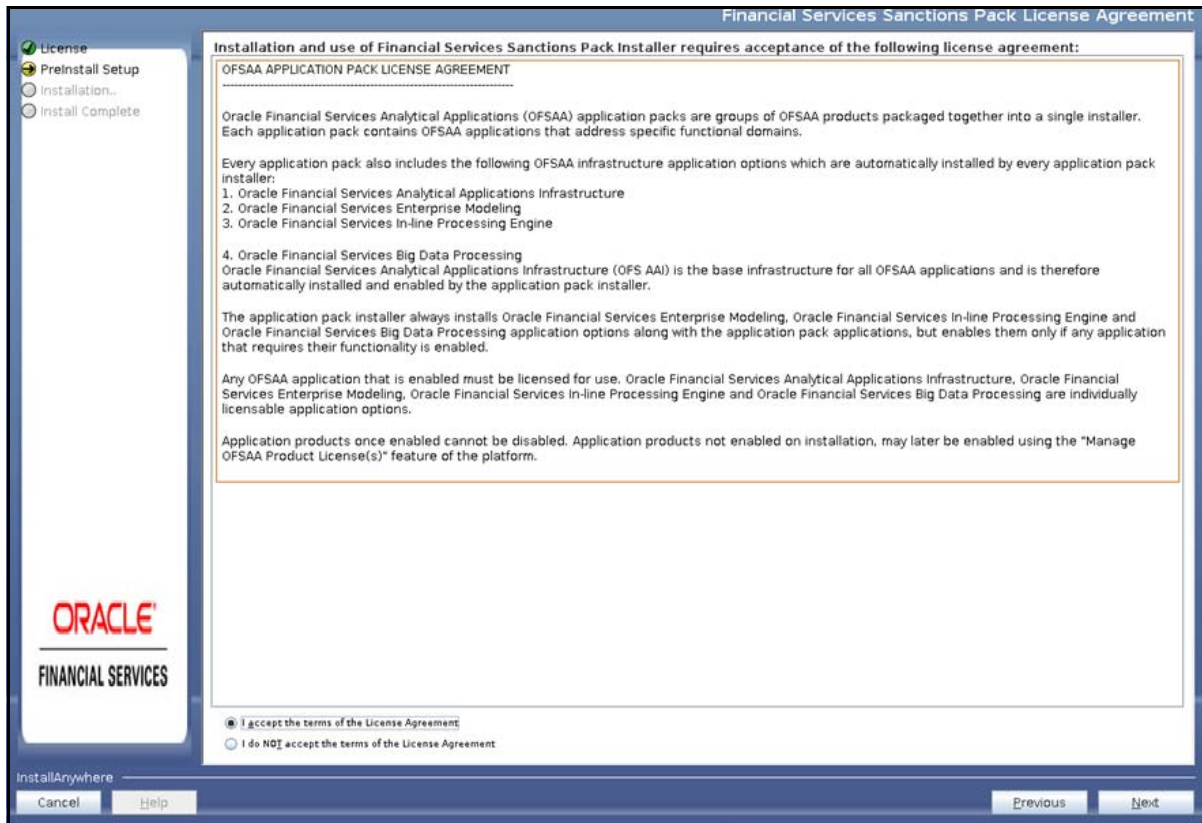 Financial Services Sanctions Pack License Agreement
License
PreInstall Setup
Installation..
Install Complete
Installation and use of Financial Services Sanctions Pack Installer requires acceptance of the following license agreement:
OFSAA APPLICATION PACK LICENSE AGREEMENT
------------------------------------------------------------------------
Oracle Financial Services Analytical Applications (OFSAA) application packs are groups of OFSAA products packaged together into a single installer.
Each application pack contains OFSAA applications that address specific functional domains.
Every application pack also includes the following OFSAA infrastructure application options which are automatically installed by every application pack
installer:
1. Oracle Financial Services Analytical Applications Infrastructure
2. Oracle Financial Services Enterprise Modeling
3. Oracle Financial Services In-line Processing Engine
4. Oracle Financial Services Big Data Processing
Oracle Financial Services Analytical Applications Infrastructure (OFS AAI) is the base infrastructure for all OFSAA applications and is therefore
automatically installed and enabled by the application pack installer.
The application pack installer always installs Oracle Financial Services Enterprise Modeling, Oracle Financial Services In-line Processing Engine and
Oracle Financial Services Big Data Processing application options along with the application pack applications, but enables them only if any application
that requires their functionality is enabled.
Any OFSAA application that is enabled must be licensed for use. Oracle Financial Services Analytical Applications Infrastructure, Oracle Financial
Services Enterprise Modeling, Oracle Financial Services In-line Processing Engine and Oracle Financial Services Big Data Processing are individually
licensable application options.
Application products once enabled cannot be disabled. Application products not enabled on installation, may later be enabled using the "Manage
OFSAA Product License(s)" feature of the platform.
ORACLE
FINANCIAL SERVICES
I accept the terms of the License Agreement
I do NOT accept the terms of the License Agreement
InstallAnywhere
Cancel
Help
Previous
Next